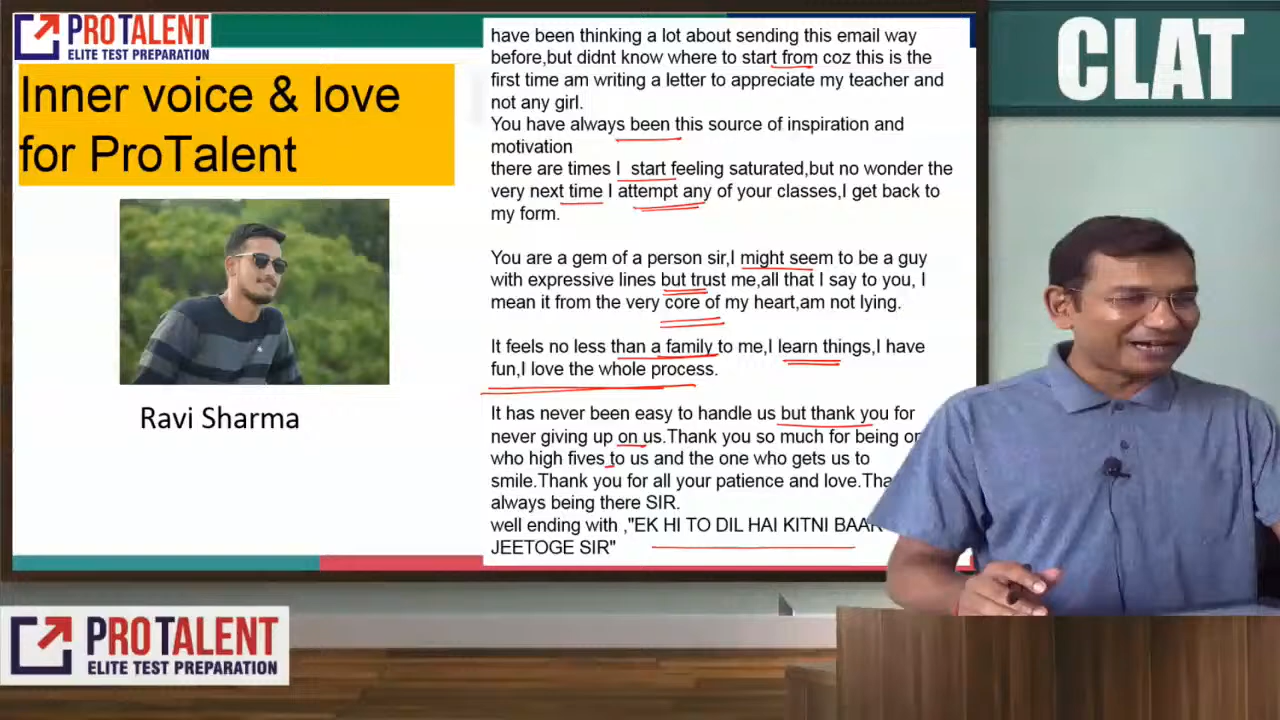 PROTALENT
ELITE TEST PREPARATION
Inner voice & love
for ProTalent
Ravi Sharma
have been thinking a lot about sending this email way
before,but didnt know where to start from coz this is the
first time am writing a letter to appreciate my teacher and
not any girl.
You have always been this source of inspiration and
motivation
there are times I start feeling saturated,but no wonder the
very next time I attempt any of your classes,I get back to
my form.
You are a gem of a person sir,I might seem to be a guy
with expressive lines but trust me,all that I say to you, I
mean it from the very core of my heart,am not lying.
It feels no less than a family to me,I learn things,I have
fun,I love the whole process.
It has never been easy to handle us but thank you for
never giving up on us.Thank you so much for being
who high fives to us and the one who gets us to
smile.Thank you for all your patience and love.
always being there SIR.
well ending with ,"EK HI TO DIL HAI KITNI BAAR
JEETOGE SIR"
CLAT
PROTALENT
ELITE TEST PREPARATION